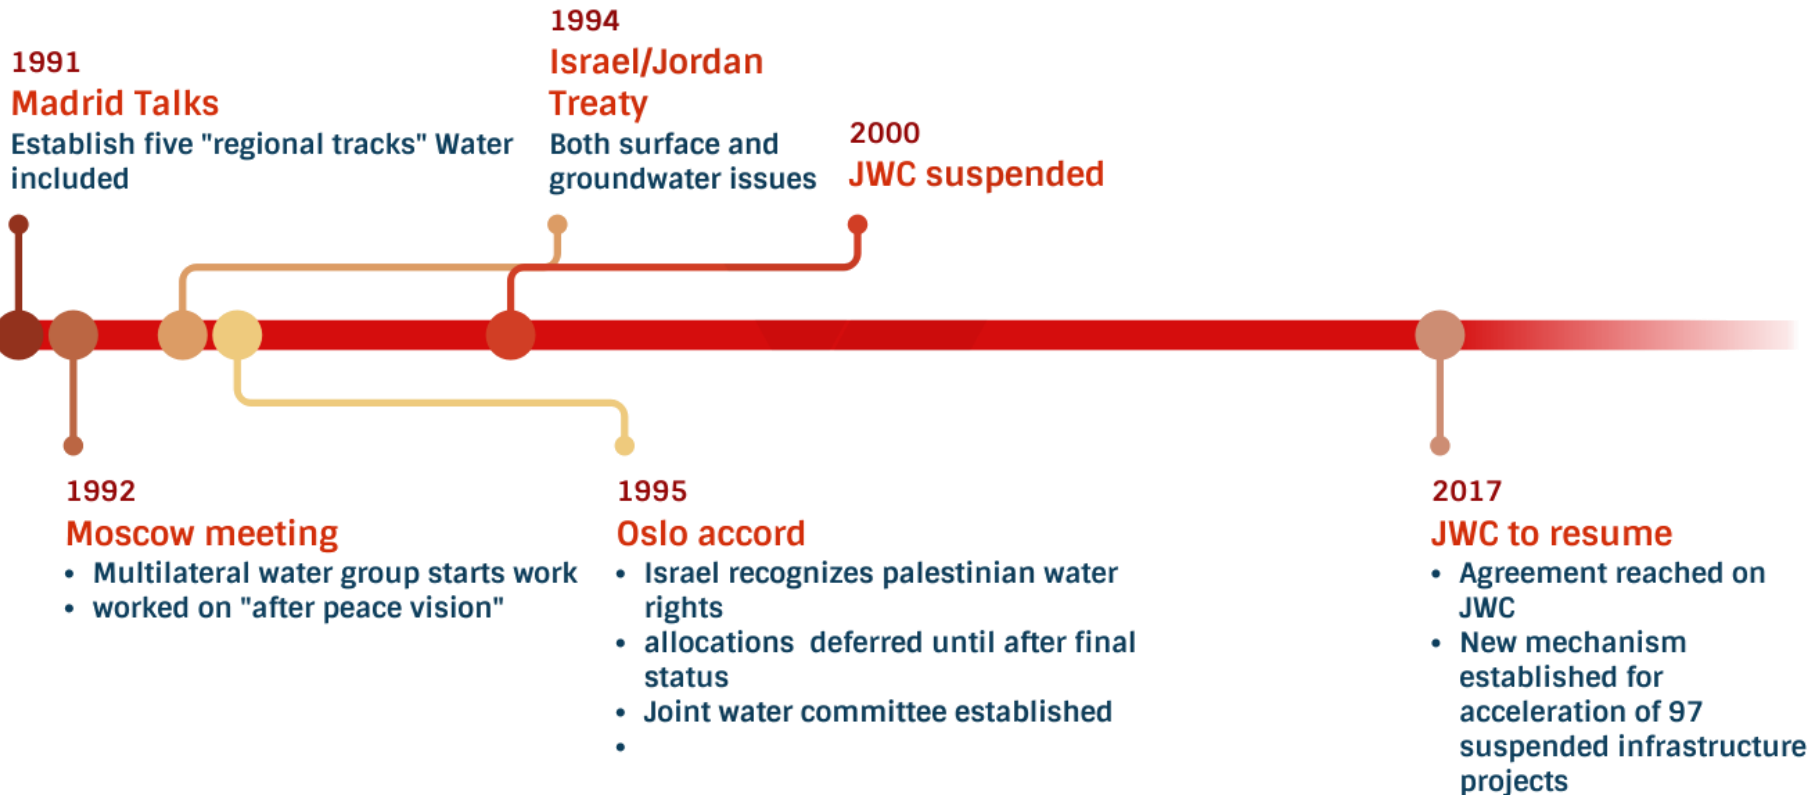 1991
Madrid Talks
Establish five "regional tracks" Water
included
1994
Israel/Jordan
Treaty
Both surface and
groundwater issues
2000
JWC suspended
1992
Moscow meeting
• Multilateral water group starts work
• worked on "after peace vision"
1995
Oslo accord
• Israel recognizes palestinian water
rights
• allocations  deferred until after final
status
• Joint water committee established
•
2017
JWC to resume
• Agreement reached on
JWC
• New mechanism
established for
acceleration of 97
suspended infrastructure
projects